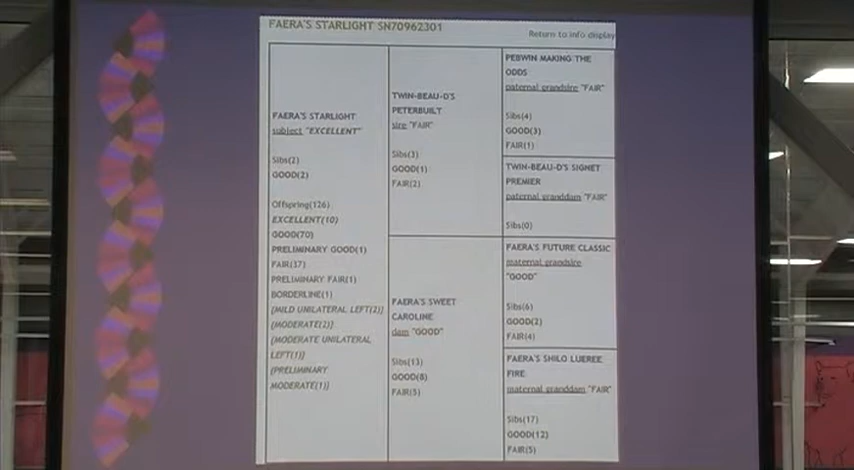 FAERA'S STARLIGHT SN70962301
Return to info display
FAERA'S STARLIGHT
subject "EXCELLENT"
Sibs(2)
GOOD(2)
Offspring(126)
EXCELLENT(10)
GOOD(70)
PRELIMINARY GOOD(1)
FAIR(37)
PRELIMINARY FAIR(1)
BORDERLINE(1)
[MILD UNILATERAL LEFT(2)]
[MODERATE(2)]
[MODERATE UNILATERAL
LEFT(1)]
[PRELIMINARY
MODERATE(1)]
TWIN-BEAU-D'S
PETERBUILT
sire "FAIR"
Sibs(3)
GOOD(1)
FAIR(2)
FAERA'S SWEET
CAROLINE
dam "GOOD"
Sibs(13)
GOOD(8)
FAIR(5)
PEBWIN MAKING THE
ODDS
paternal grandsire "FAIR"
Sibs(4)
GOOD(3)
FAIR(1)
TWIN-BEAU-D'S SIGNET
PREMIER
paternal granddam "FAIR"
Sibs(0)
FAERA'S FUTURE CLASSIC
maternal grandsire
"GOOD"
Sibs(6)
GOOD(2)
FAIR(4)
FAERA'S SHILO LUEREE
FIRE
maternal granddam "FAIR"
Sibs(17)
GOOD(12)
FAIR(5)